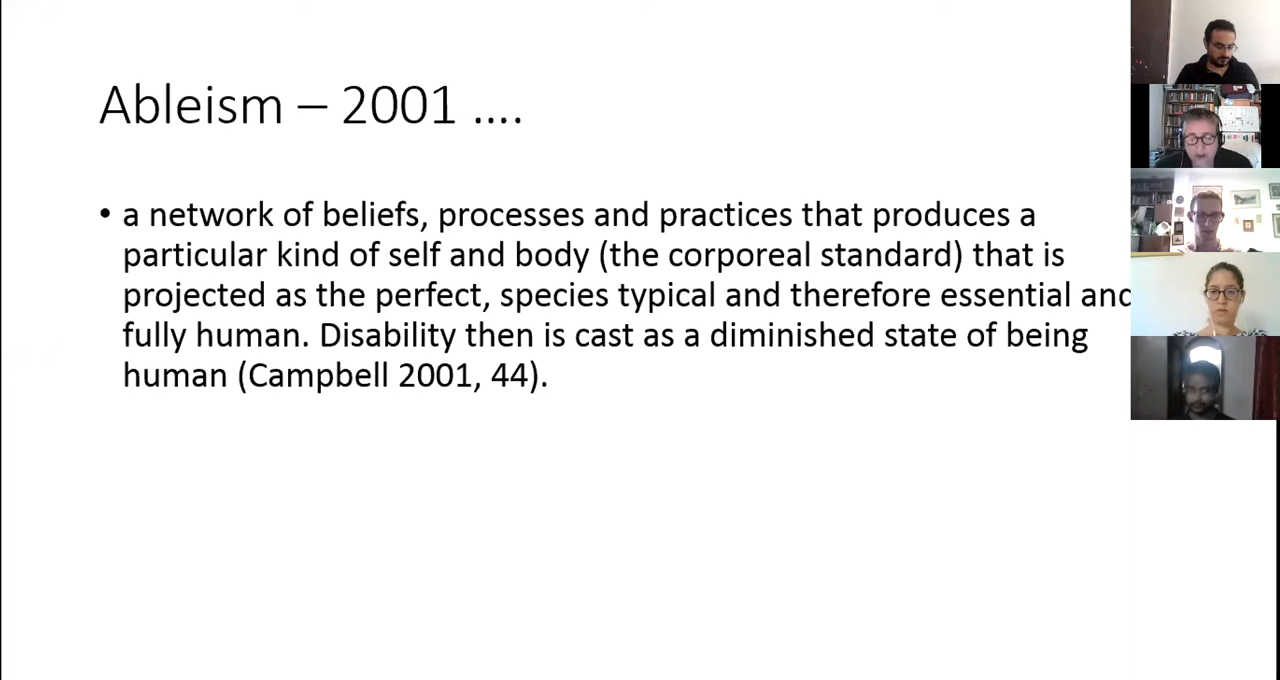 Ableism – 2001 ....
• a network of beliefs, processes and practices that produces a
particular kind of self and body (the corporeal standard) that is
projected as the perfect, species typical and therefore essential and
fully human. Disability then is cast as a diminished state of being
human (Campbell 2001, 44).